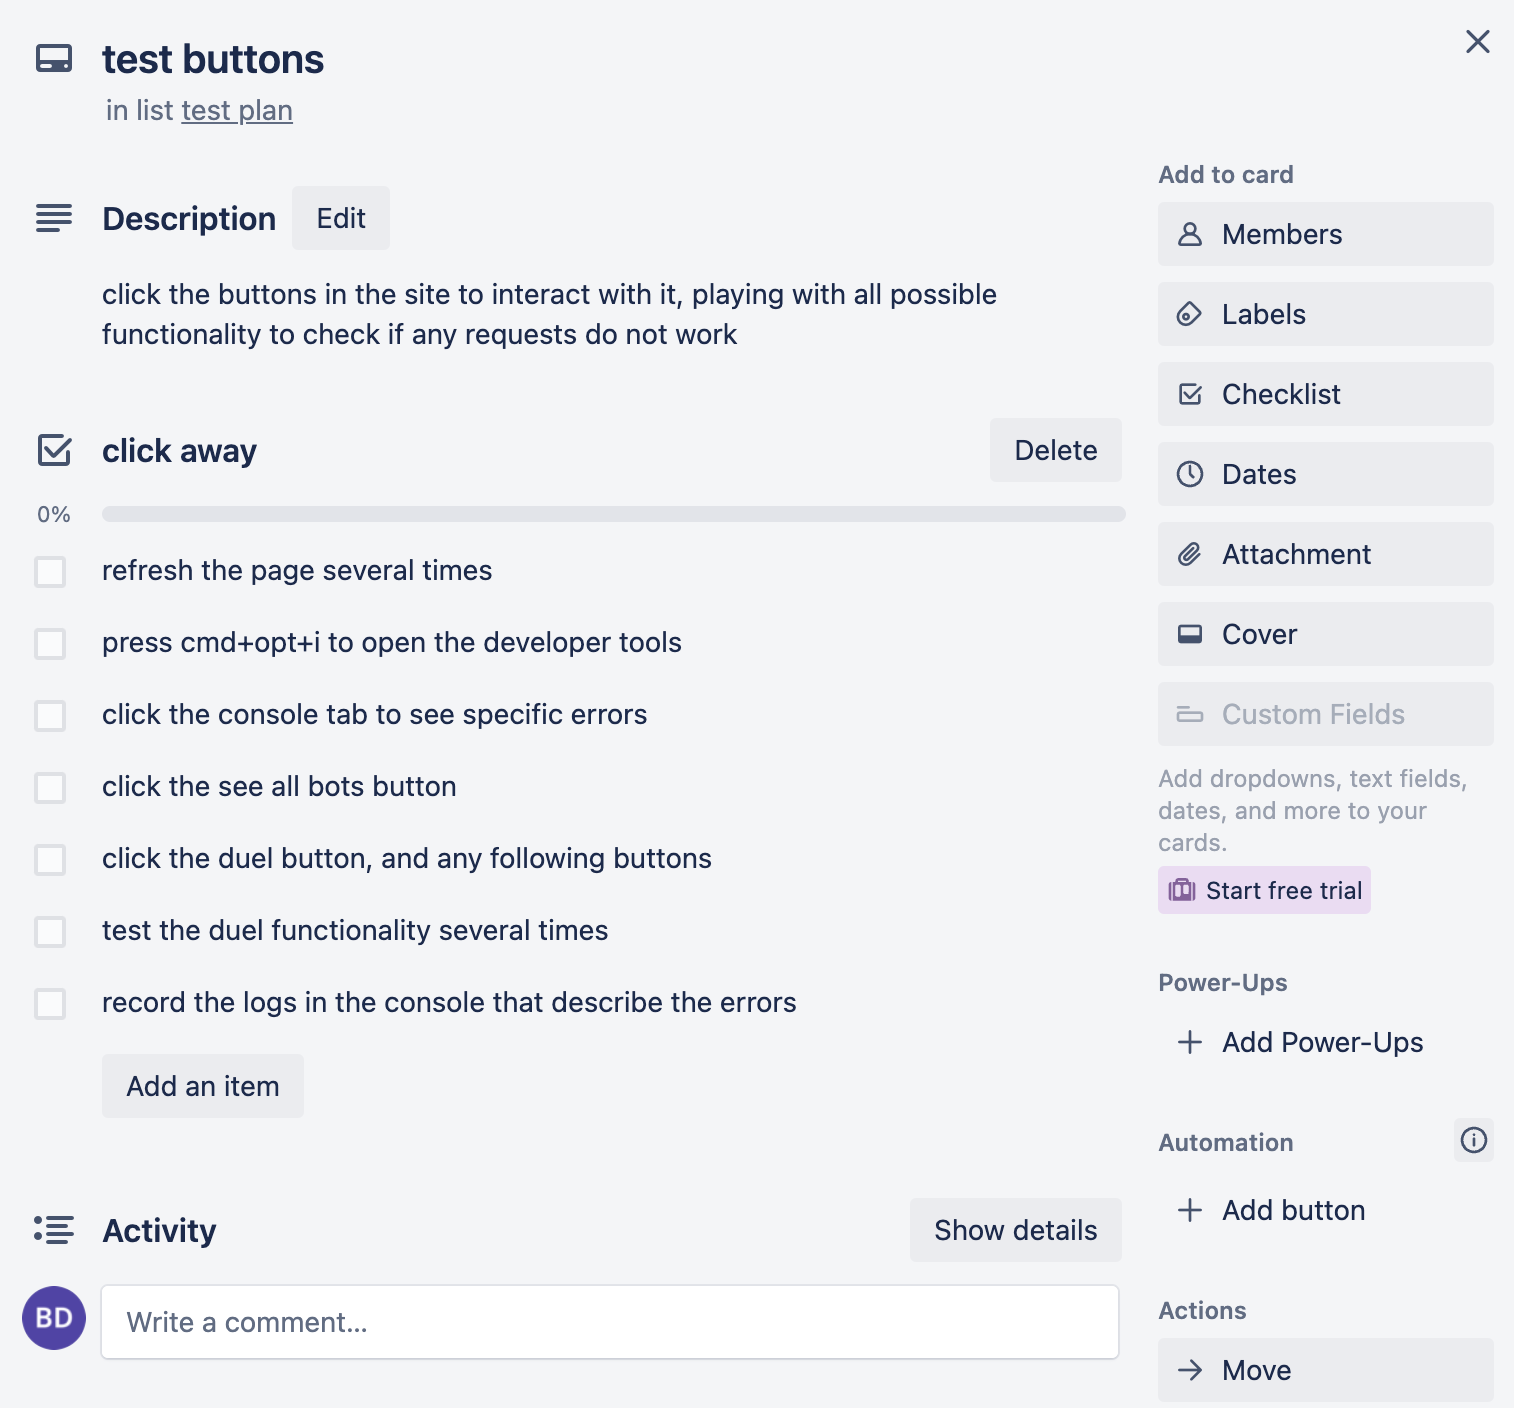 test buttons
in list test plan
Description
Edit
click the buttons in the site to interact with it, playing with all possible
functionality to check if any requests do not work
click away
Delete
0%
refresh the page several times
press cmd+opt+i to open the developer tools
click the console tab to see specific errors
click the see all bots button
click the duel button, and any following buttons
test the duel functionality several times
record the logs in the console that describe the errors
Add an item
Activity
Show details
BD
Write a comment...
Add to card
Members
Labels
Checklist
Dates
Attachment
Cover
Custom Fields
Add dropdowns, text fields,
dates, and more to your
cards.
Start free trial
Power-Ups
Add Power-Ups
Automation
Add button
Actions
Move